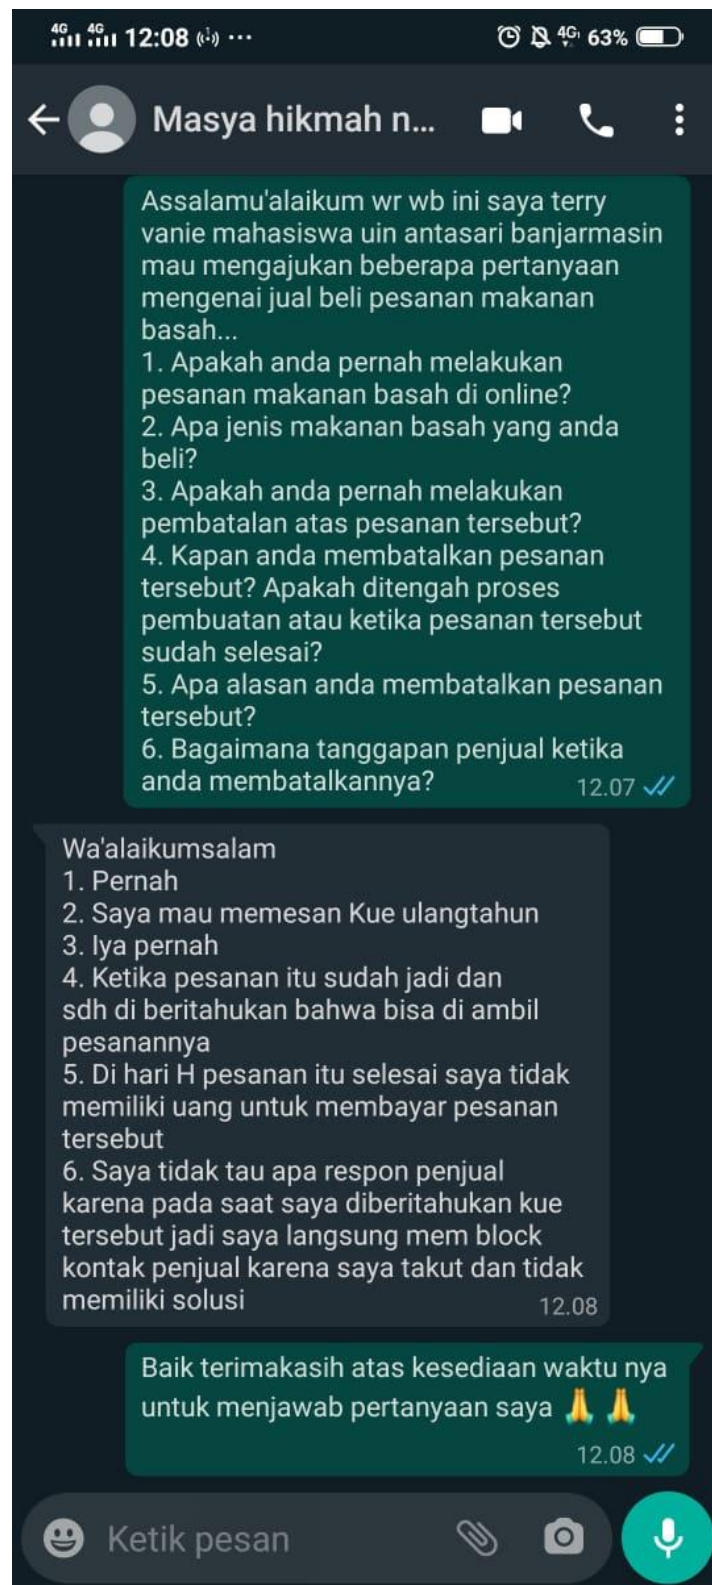 4G 4G 12:08 ...
4G 63%
Masya hikmah n...
Assalamu'alaikum wr wb ini saya terry
vanie mahasiswa uin antasari banjarmasin
mau mengajukan beberapa pertanyaan
mengenai jual beli pesanan makanan
basah...
1. Apakah anda pernah melakukan
pesanan makanan basah di online?
2. Apa jenis makanan basah yang anda
beli?
3. Apakah anda pernah melakukan
pembatalan atas pesanan tersebut?
4. Kapan anda membatalkan pesanan
tersebut? Apakah ditengah proses
pembuatan atau ketika pesanan tersebut
sudah selesai?
5. Apa alasan anda membatalkan pesanan
tersebut?
6. Bagaimana tanggapan penjual ketika
anda membatalkannya?
12.07
Wa'alaikumsalam
1. Pernah
2. Saya mau memesan Kue ulangtahun
3. Iya pernah
4. Ketika pesanan itu sudah jadi dan
sdh di beritahukan bahwa bisa di ambil
pesanannya
5. Di hari H pesanan itu selesai saya tidak
memiliki uang untuk membayar pesanan
tersebut
6. Saya tidak tau apa respon penjual
karena pada saat saya diberitahukan kue
tersebut jadi saya langsung mem block
kontak penjual karena saya takut dan tidak
memiliki solusi
12.08
Baik terimakasih atas kesediaan waktu nya
untuk menjawab pertanyaan saya 🙏 🙏
12.08
Ketik pesan